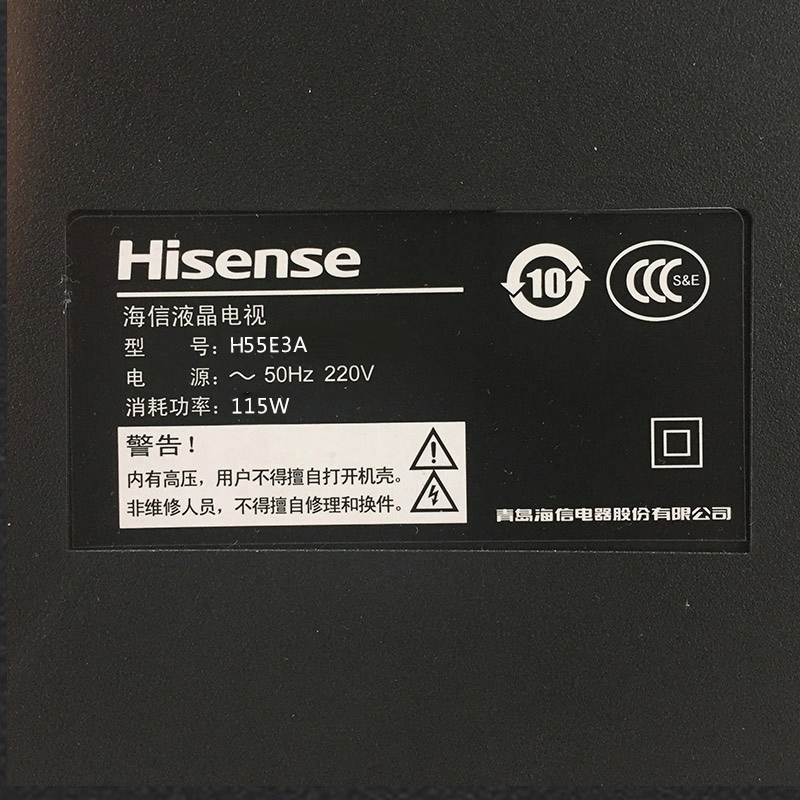 Hisense
海信液晶电视
型 号：H55E3A
电 源：～ 50Hz 220V
消耗功率：115W
警告！
内有高压，用户不得擅自打开机壳。
非维修人员，不得擅自修理和换件。
10
CCC S&E
青岛海信电器股份有限公司